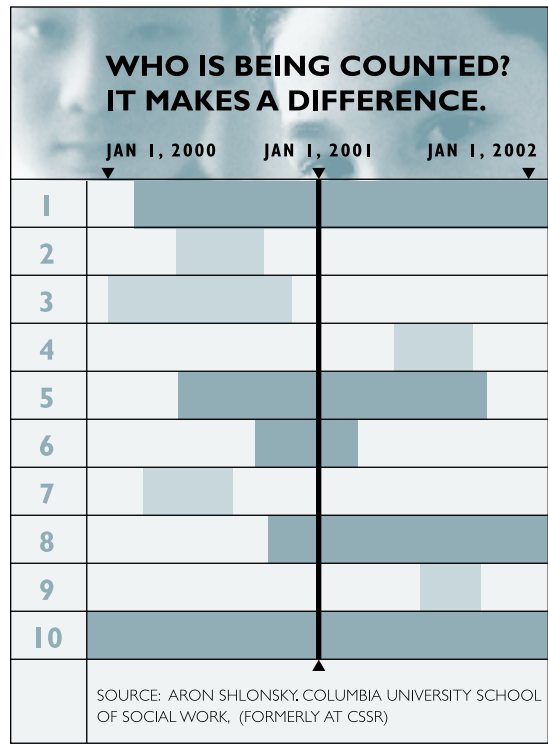 WHO IS BEING COUNTED?
IT MAKES A DIFFERENCE.
JAN 1, 2000 JAN 1, 2001 JAN 1, 2002
1
2
3
4
5
6
7
8
9
10
SOURCE: ARON SHLONSKY. COLUMBIA UNIVERSITY SCHOOL
OF SOCIAL WORK, (FORMERLY AT CSSR)